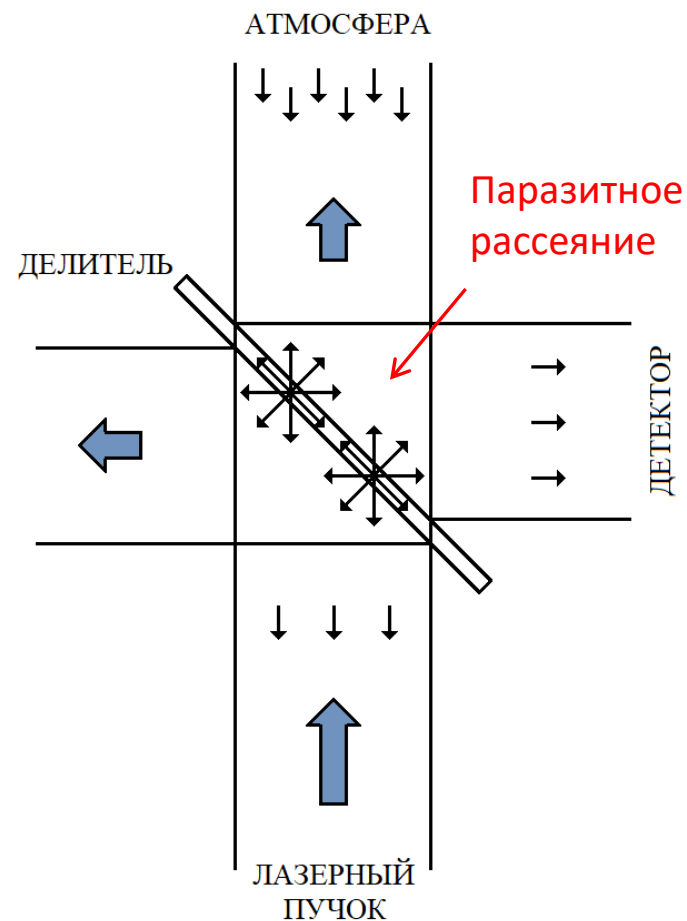 АТМОСФЕРА
Паразитное
рассеяние
ДЕЛИТЕЛЬ
ДЕТЕКТОР
ЛАЗЕРНЫЙ
ПУЧОК